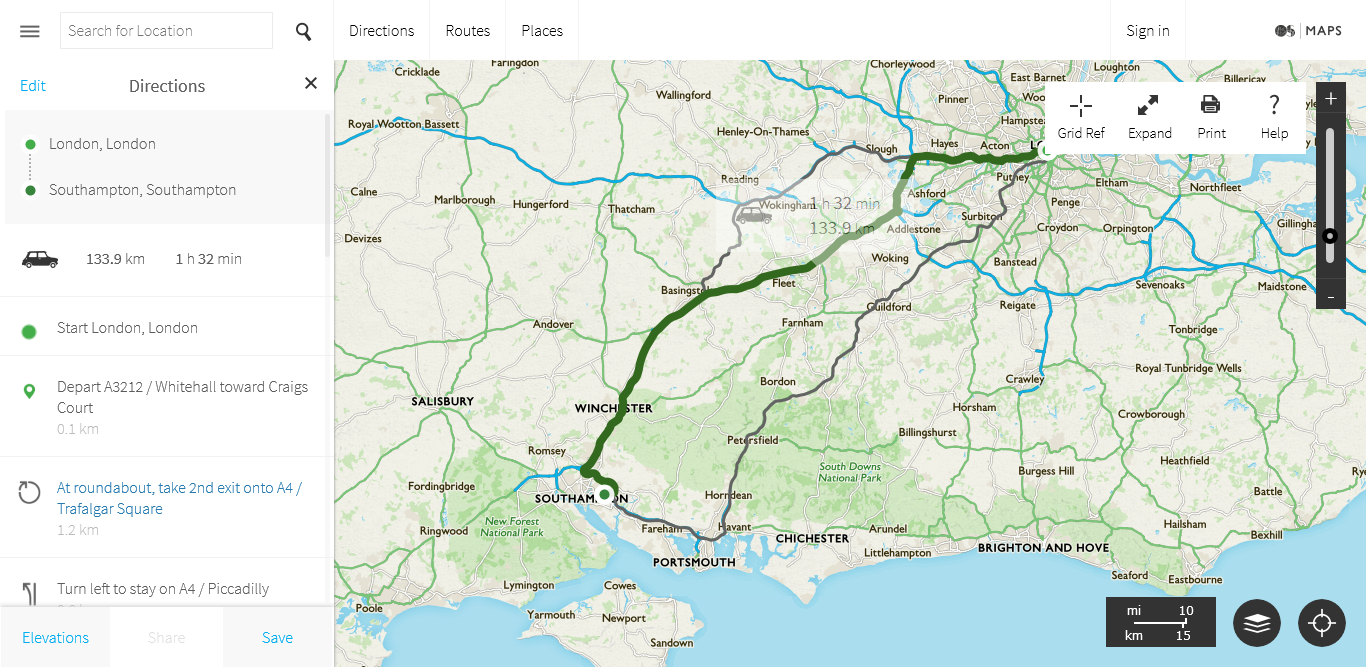 Search for Location
Directions
Routes
Places
Sign in
MAPS
Edit
Directions
London, London
Southampton, Southampton
133.9 km
1 h 32 min
Start London, London
Depart A3212 / Whitehall toward Craigs
Court
0.1 km
At roundabout, take 2nd exit onto A4 /
Trafalgar Square
1.2 km
Turn left to stay on A4 / Piccadilly
Elevations
Share
Save
Grid Ref
Expand
Print
Help
+
-
Cricklade
Faringdon
Chorleywood
Loughton
East Barnet
Billericay
Wallingford
Pinner
Royal Wootton Bassett
Henley-On-Thames
Slough
Hayes
Acton
Reading
Putney
Eltham
Northfleet
Calne
Marlborough
Hungerford
Thatcham
Wokingham
1 h 32 min
133.9 km
Ashford
Surbiton
Penge
Croydon
Orpington
Gillingham
Devizes
Addlestone
Woking
Banstead
Sevenoaks
Maidstone
Basingstoke
Fleet
Guildford
Reigate
Andover
Farnham
Tonbridge
Bordon
Crawley
Royal Tunbridge Wells
SALISBURY
WINCHESTER
Horsham
Crowborough
Petersfield
Billingshurst
Romsey
South Downs
National Park
Burgess Hill
Heathfield
Fordingbridge
SOUTHAMPTON
Horndean
Battle
New Forest
National Park
Ringwood
Fareham
Havant
CHICHESTER
Arundel
Hailsham
Bexhill
PORTSMOUTH
Littlehampton
BRIGHTON AND HOVE
Seaford
Eastbourne
Lymington
Cowes
Poole
Yarmouth
Newport
Sandown
mi 10
km 15